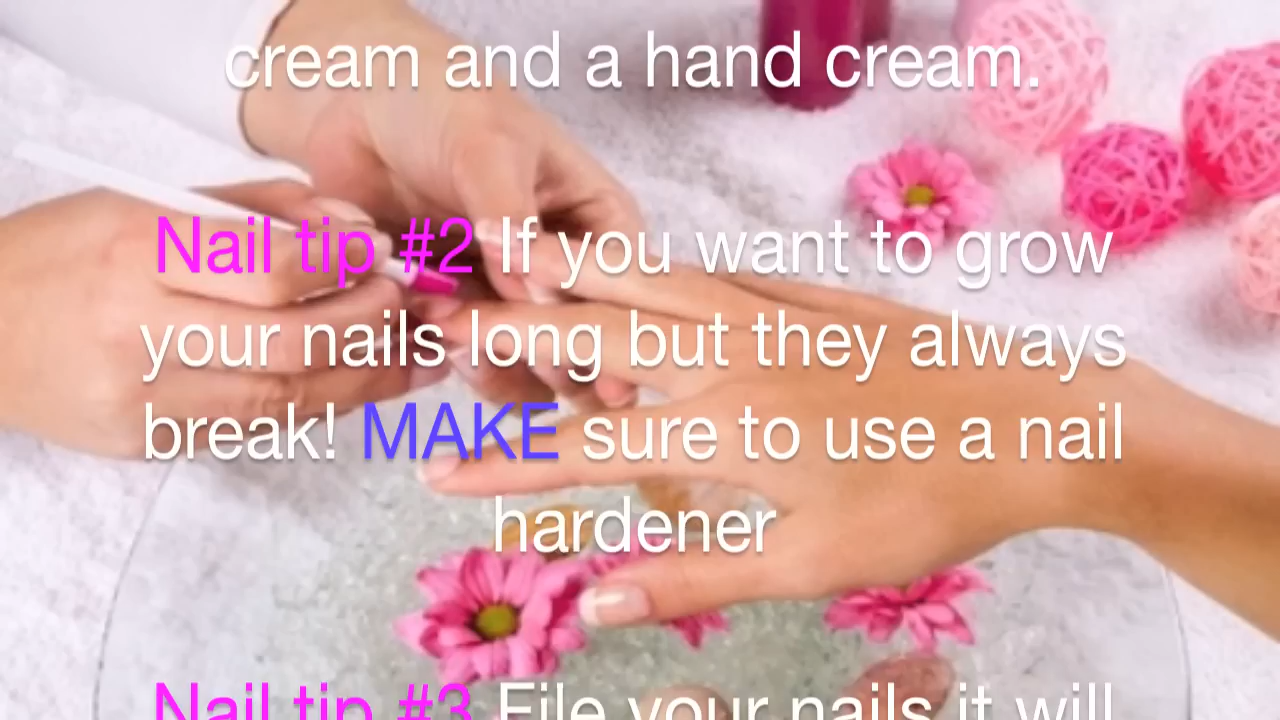 cream and a hand cream.
Nail tip #2 If you want to grow
your nails long but they always
break! MAKE sure to use a nail
hardener
Nail tip #3 File your nails it will